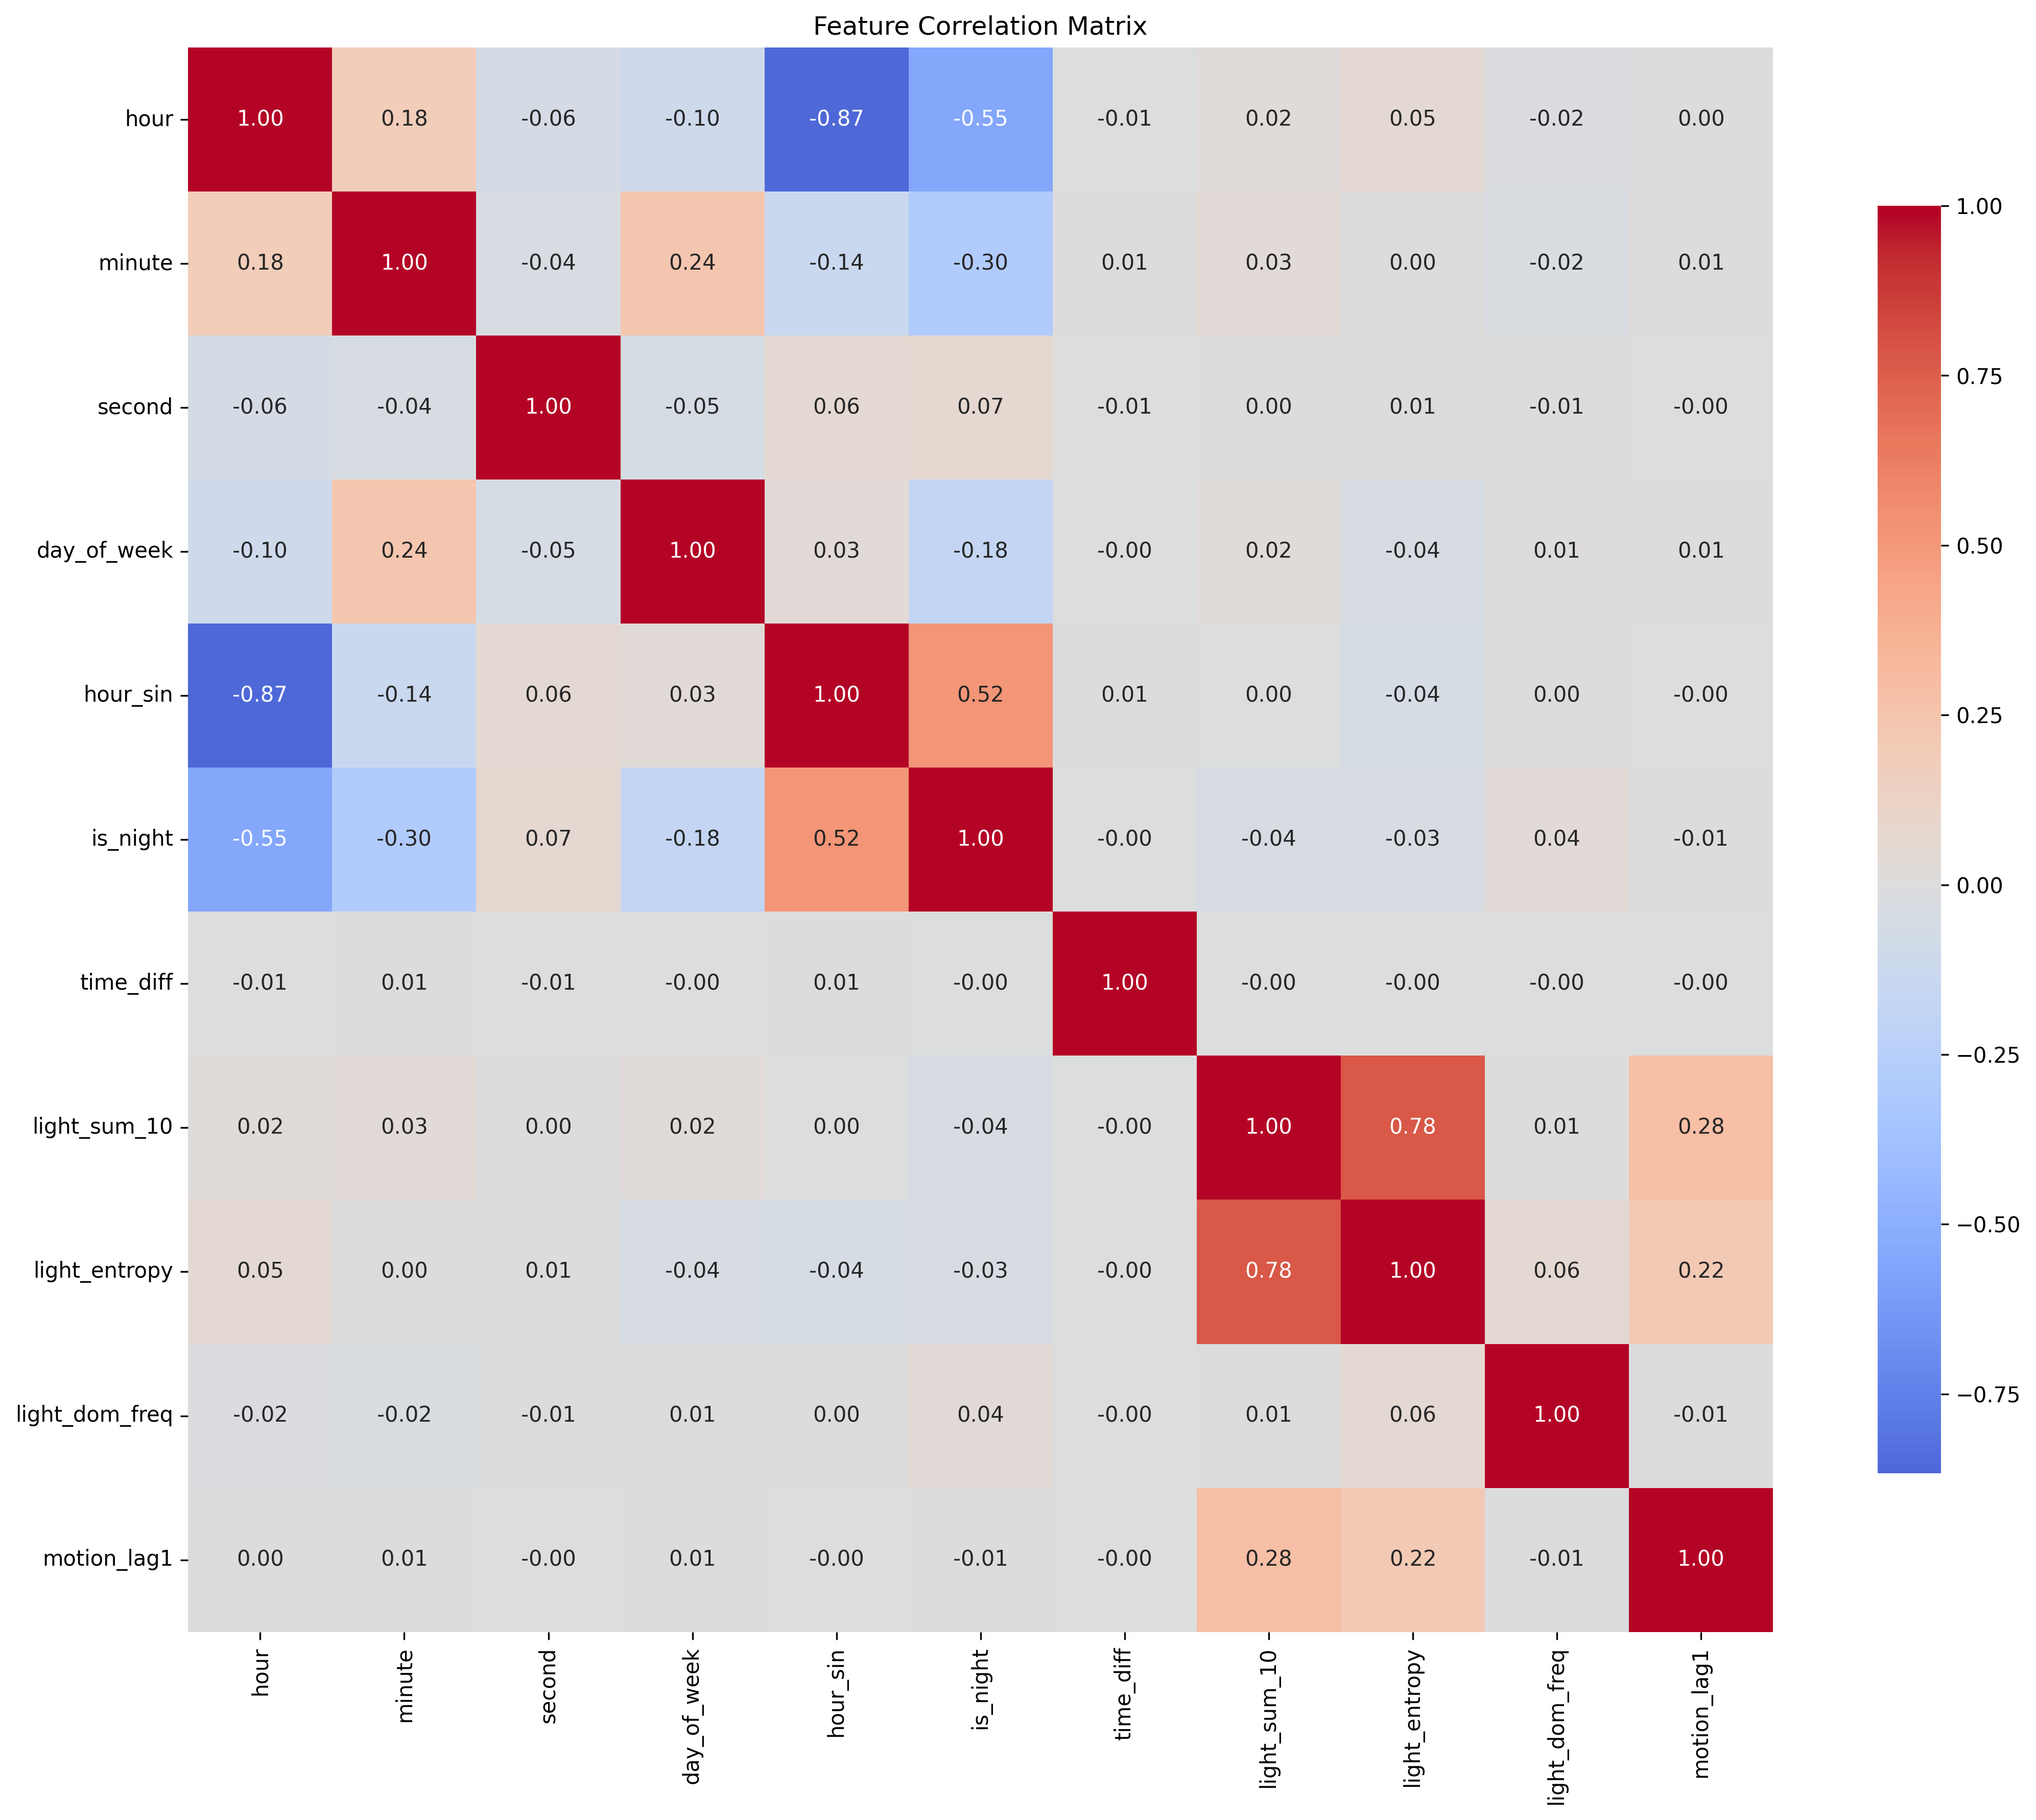 Feature Correlation Matrix
hour 1.00 0.18 -0.06 -0.10 -0.87 -0.55 -0.01 0.02 0.05 -0.02 0.00
minute 0.18 1.00 -0.04 0.24 -0.14 -0.30 0.01 0.03 0.00 -0.02 0.01
second -0.06 -0.04 1.00 -0.05 0.06 0.07 -0.01 0.00 0.01 -0.01 -0.00
day_of_week -0.10 0.24 -0.05 1.00 0.03 -0.18 -0.00 0.02 -0.04 0.01 0.01
hour_sin -0.87 -0.14 0.06 0.03 1.00 0.52 0.01 0.00 -0.04 0.00 -0.00
is_night -0.55 -0.30 0.07 -0.18 0.52 1.00 -0.00 -0.04 -0.03 0.04 -0.01
time_diff -0.01 0.01 -0.01 -0.00 0.01 -0.00 1.00 -0.00 -0.00 -0.00 -0.00
light_sum_10 0.02 0.03 0.00 0.02 0.00 -0.04 -0.00 1.00 0.78 0.01 0.28
light_entropy 0.05 0.00 0.01 -0.04 -0.04 -0.03 -0.00 0.78 1.00 0.06 0.22
light_dom_freq -0.02 -0.02 -0.01 0.01 0.00 0.04 -0.00 0.01 0.06 1.00 -0.01
motion_lag1 0.00 0.01 -0.00 0.01 -0.00 -0.01 -0.00 0.28 0.22 -0.01 1.00
hour minute second day_of_week hour_sin is_night time_diff light_sum_10 light_entropy light_dom_freq motion_lag1
1.00
0.75
0.50
0.25
0.00
−0.25
−0.50
−0.75